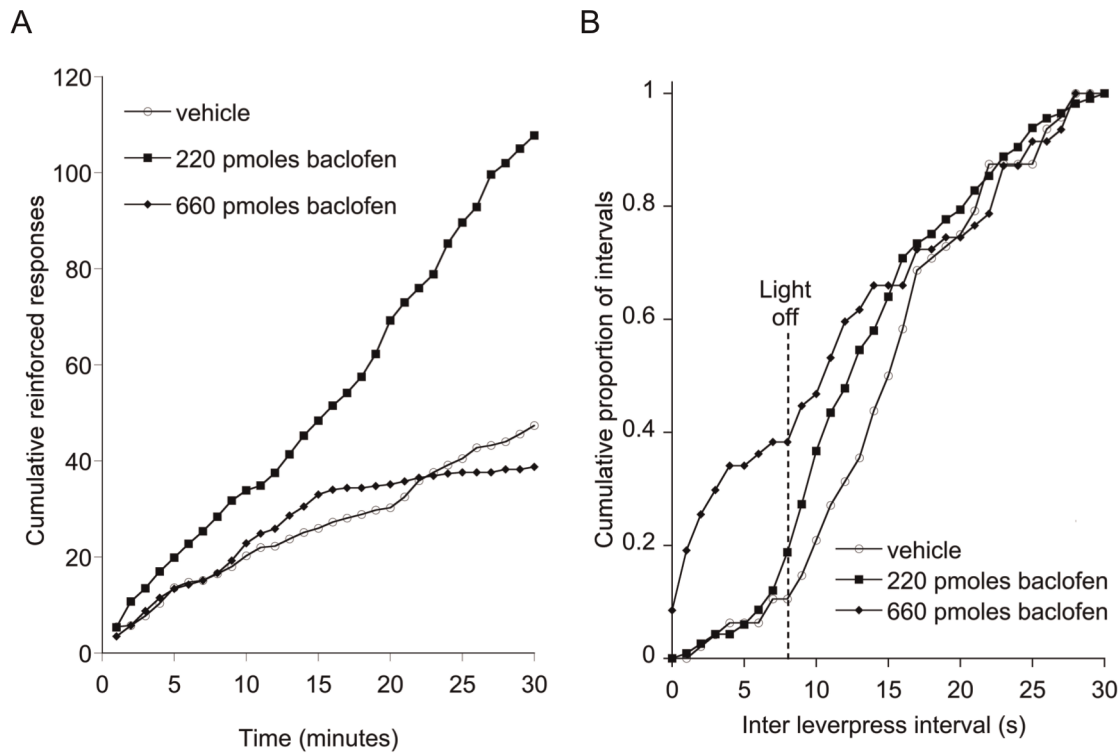 A
B
120
100
80
60
40
20
0
0 5 10 15 20 25 30
Cumulative reinforced responses
Time (minutes)
vehicle
220 pmoles baclofen
660 pmoles baclofen
1
0.8
0.6
0.4
0.2
0
0 5 10 15 20 25 30
Cumulative proportion of intervals
Inter leverpress interval (s)
Light
off
vehicle
220 pmoles baclofen
660 pmoles baclofen